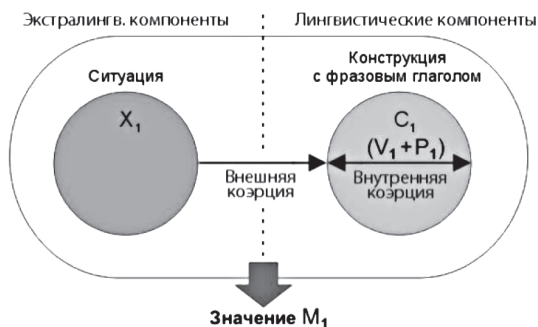 Экстралингв. компоненты
Лингвистические компоненты
Ситуация
Конструкция
с фразовым глаголом
X₁
C₁
(V₁+P₁)
Внешняя
коэрция
Внутренняя
коэрция
Значение M₁